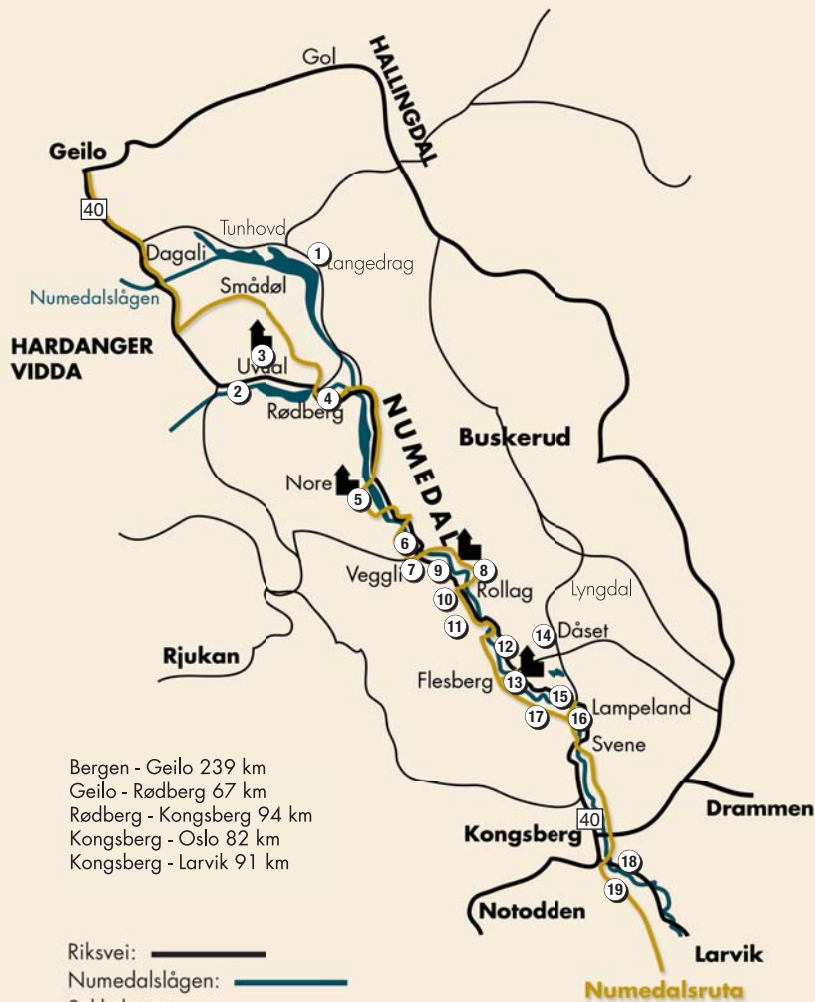 Gol
HALLINGDAL
Geilo
40
Tunhovd
1
Langedrag
Dagali
Smådøl
Numedalslågen
HARDANGER
VIDDA
3
Uvdal
2
4
Rødberg
NUMEDAL
Buskerud
Nore
5
6
Veggli
7
9
8
Rollag
10
Lyngdal
11
Rjukan
12
14
Dåset
Flesberg
13
15
Lampeland
17
16
Svene
Bergen - Geilo 239 km
Geilo - Rødberg 67 km
Rødberg - Kongsberg 94 km
Kongsberg - Oslo 82 km
Kongsberg - Larvik 91 km
Drammen
40
Kongsberg
18
19
Notodden
Larvik
Riksvei:
Numedalslågen:
Numedalsruta